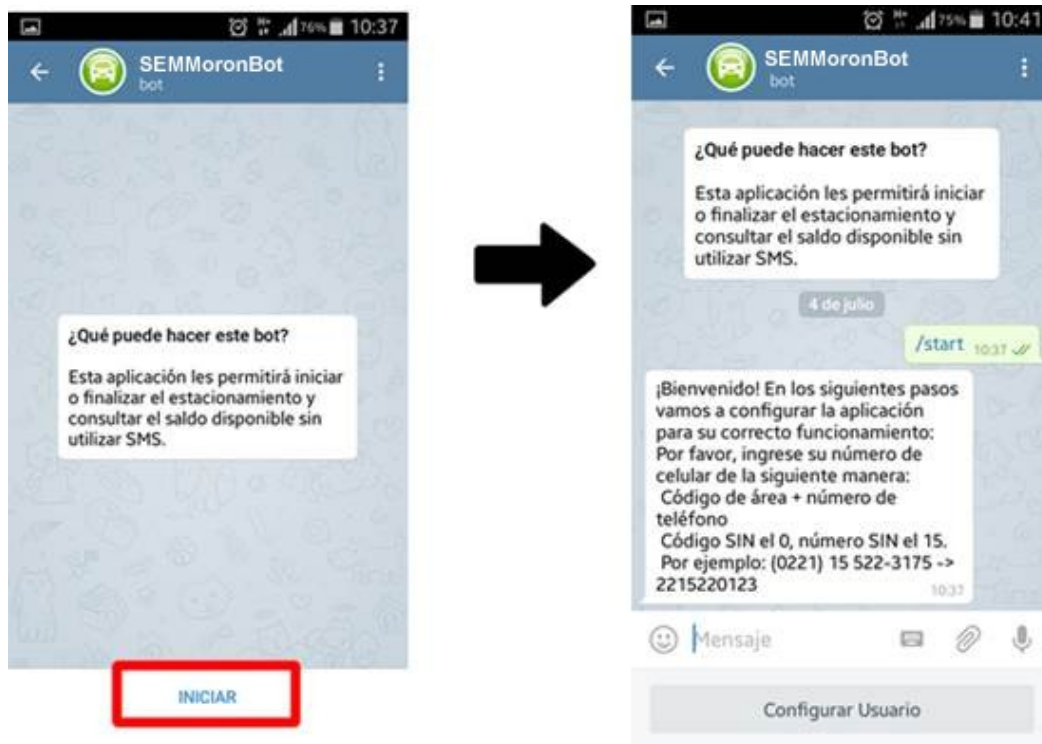 76% 10:37
SEMMoronBot
bot
¿Qué puede hacer este bot?
Esta aplicación les permitirá iniciar
o finalizar el estacionamiento y
consultar el saldo disponible sin
utilizar SMS.
INICIAR
75% 10:41
SEMMoronBot
bot
¿Qué puede hacer este bot?
Esta aplicación les permitirá iniciar
o finalizar el estacionamiento y
consultar el saldo disponible sin
utilizar SMS.
4 de julio
/start 10:37
¡Bienvenido! En los siguientes pasos
vamos a configurar la aplicación
para su correcto funcionamiento:
Por favor, ingrese su número de
celular de la siguiente manera:
Código de área + número de
teléfono
Código SIN el 0, número SIN el 15.
Por ejemplo: (0221) 15 522-3175 ->
2215220123
10:37
Mensaje
Configurar Usuario